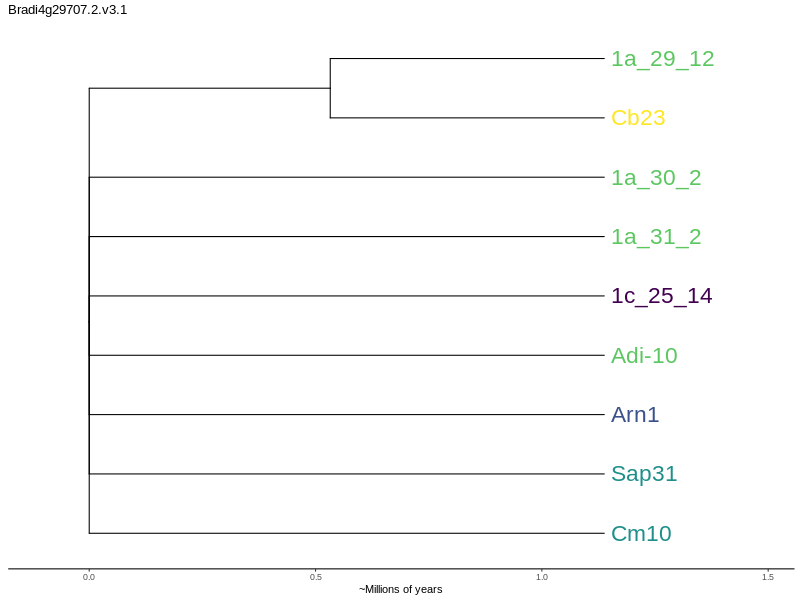 Bradi4g29707.2.v3.1
1a_29_12
Cb23
1a_30_2
1a_31_2
1c_25_14
Adi-10
Arn1
Sap31
Cm10
0.0 0.5 1.0 1.5
~Millions of years